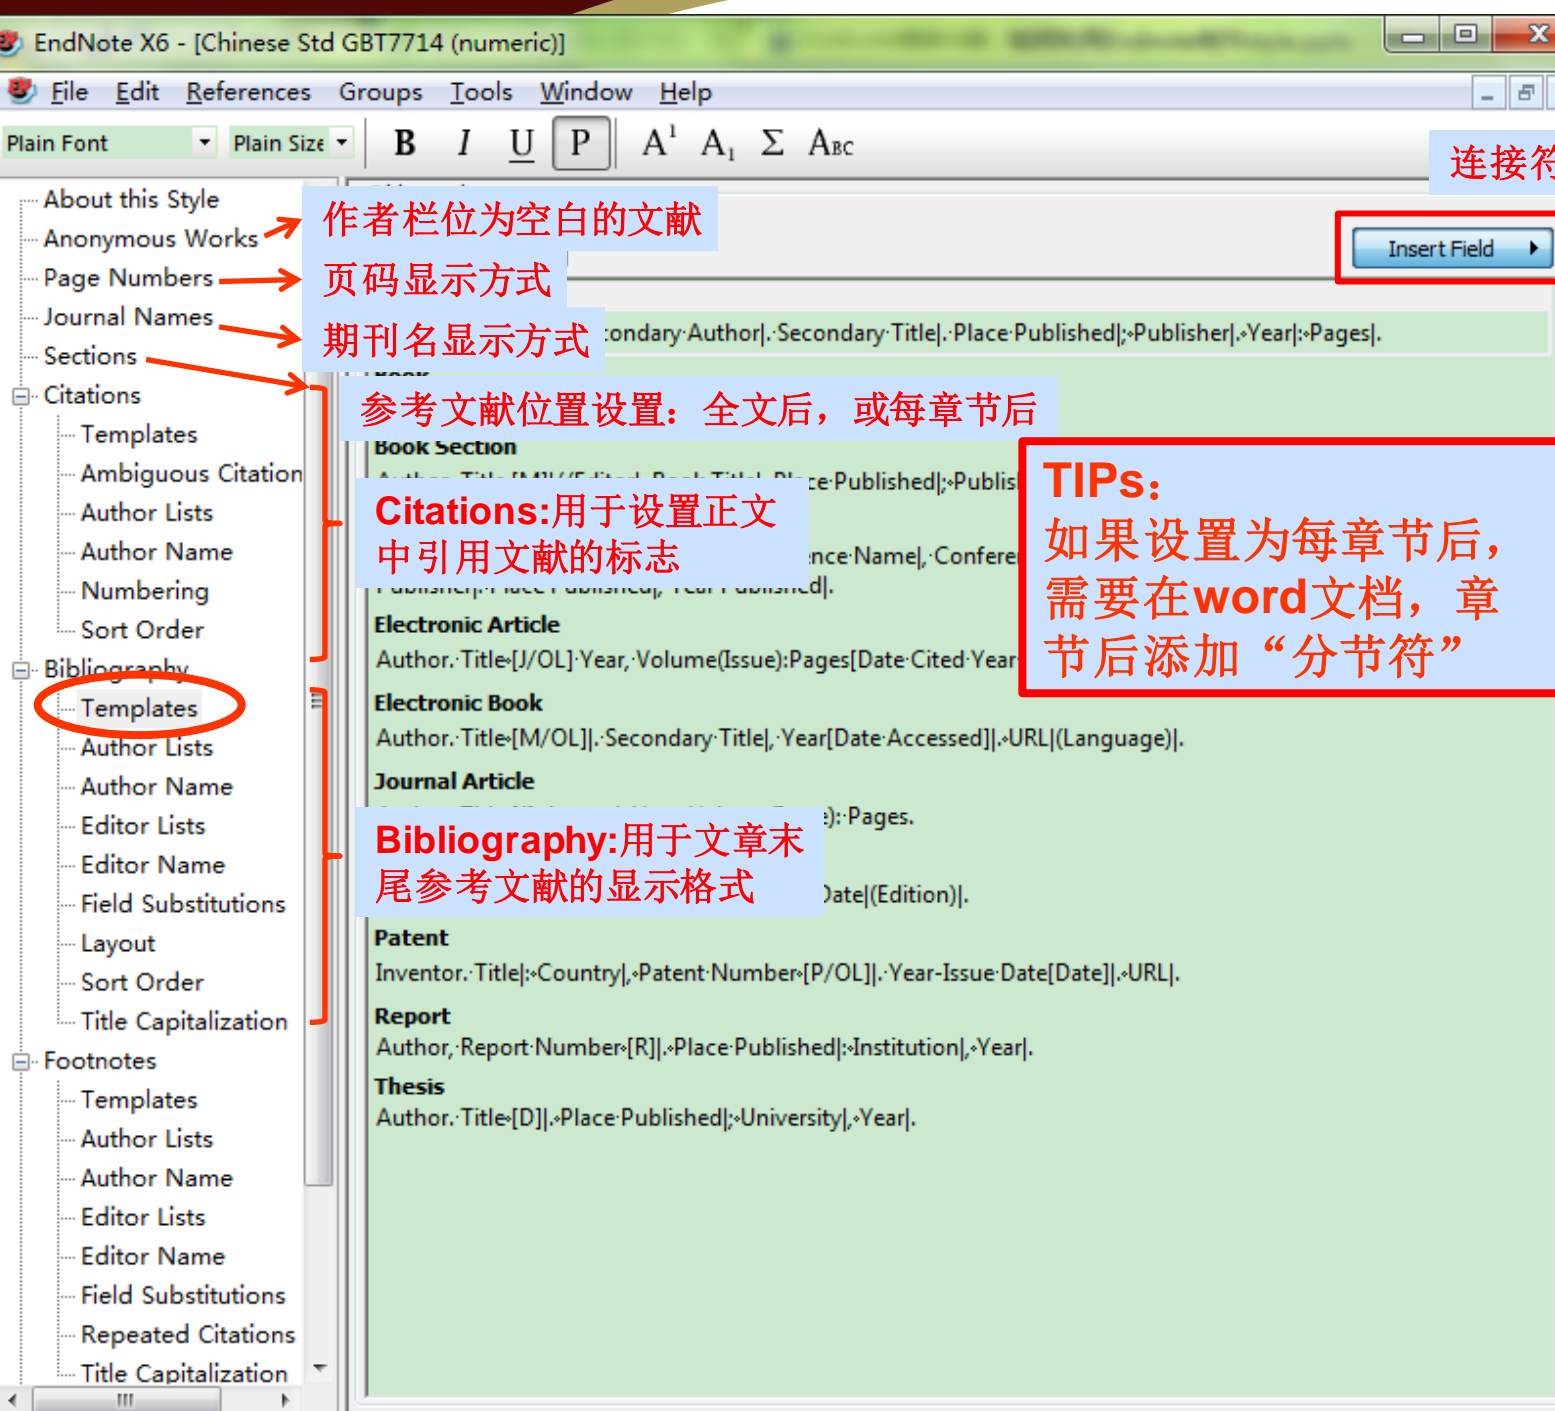 EndNote X6 - [Chinese Std GBT7714 (numeric)]
File Edit References Groups Tools Window Help
Plain Font Plain Size B I U P A¹ A₁ Σ ABC
连接符
About this Style
Anonymous Works
Page Numbers
Journal Names
Sections
Citations
Templates
Ambiguous Citation
Author Lists
Author Name
Numbering
Sort Order
Bibliography
Templates
Author Lists
Author Name
Editor Lists
Editor Name
Field Substitutions
Layout
Sort Order
Title Capitalization
Footnotes
Templates
Author Lists
Author Name
Editor Lists
Editor Name
Field Substitutions
Repeated Citations
Title Capitalization
作者栏位为空白的文献
页码显示方式
期刊名显示方式
参考文献位置设置：全文后，或每章节后
Insert Field
condary·Author|.·Secondary·Title|.·Place·Published|;◦Publisher|.◦Year|:◦Pages|.
Book
Book Section
ce·Published|;◦Publis
Citations:用于设置正文
中引用文献的标志
ence·Name|,·Confere
Publisher|.·Place·Published|,·Year·Published|.
TIPs：
如果设置为每章节后，
需要在word文档，章
节后添加“分节符”
Electronic Article
Author.·Title◦[J/OL]·Year,·Volume(Issue):Pages[Date·Cited·Year
Electronic Book
Author.·Title◦[M/OL]|.·Secondary·Title|,·Year[Date·Accessed]|.◦URL|(Language)|.
Journal Article
e):·Pages.
Bibliography:用于文章末
尾参考文献的显示格式
Date|(Edition)|.
Patent
Inventor.·Title|:◦Country|,◦Patent·Number◦[P/OL]|.·Year-Issue·Date[Date]|.◦URL|.
Report
Author,·Report·Number◦[R]|.◦Place·Published|:◦Institution|,◦Year|.
Thesis
Author.·Title◦[D]|.◦Place·Published|;◦University|,◦Year|.